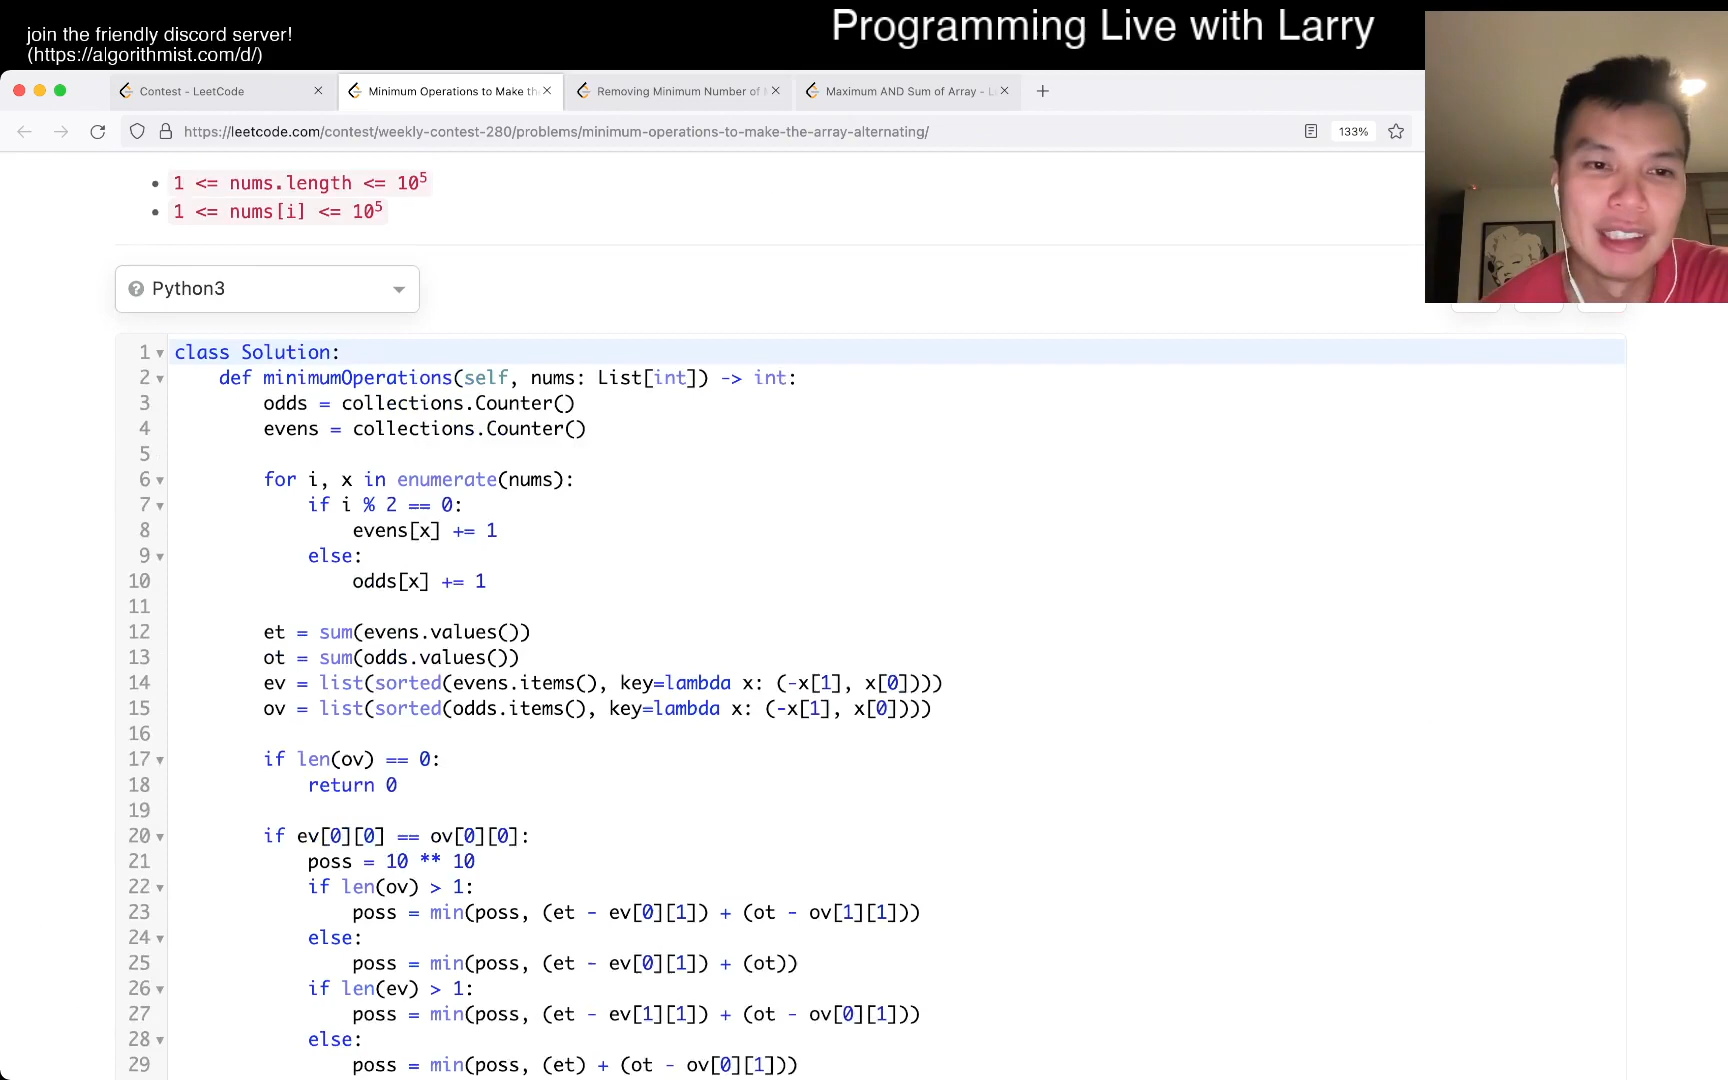 join the friendly discord server!
(https://algorithmist.com/d/)
Programming Live with Larry
Contest - LeetCode
Minimum Operations to Make th
Removing Minimum Number of
Maximum AND Sum of Array - L
https://leetcode.com/contest/weekly-contest-280/problems/minimum-operations-to-make-the-array-alternating/
133%
1 <= nums.length <= 10⁵
1 <= nums[i] <= 10⁵
Python3
1 class Solution:
2     def minimumOperations(self, nums: List[int]) -> int:
3         odds = collections.Counter()
4         evens = collections.Counter()
5
6         for i, x in enumerate(nums):
7             if i % 2 == 0:
8                 evens[x] += 1
9             else:
10                 odds[x] += 1
11
12         et = sum(evens.values())
13         ot = sum(odds.values())
14         ev = list(sorted(evens.items(), key=lambda x: (-x[1], x[0])))
15         ov = list(sorted(odds.items(), key=lambda x: (-x[1], x[0])))
16
17         if len(ov) == 0:
18             return 0
19
20         if ev[0][0] == ov[0][0]:
21             poss = 10 ** 10
22             if len(ov) > 1:
23                 poss = min(poss, (et - ev[0][1]) + (ot - ov[1][1]))
24             else:
25                 poss = min(poss, (et - ev[0][1]) + (ot))
26             if len(ev) > 1:
27                 poss = min(poss, (et - ev[1][1]) + (ot - ov[0][1]))
28             else:
29                 poss = min(poss, (et) + (ot - ov[0][1]))